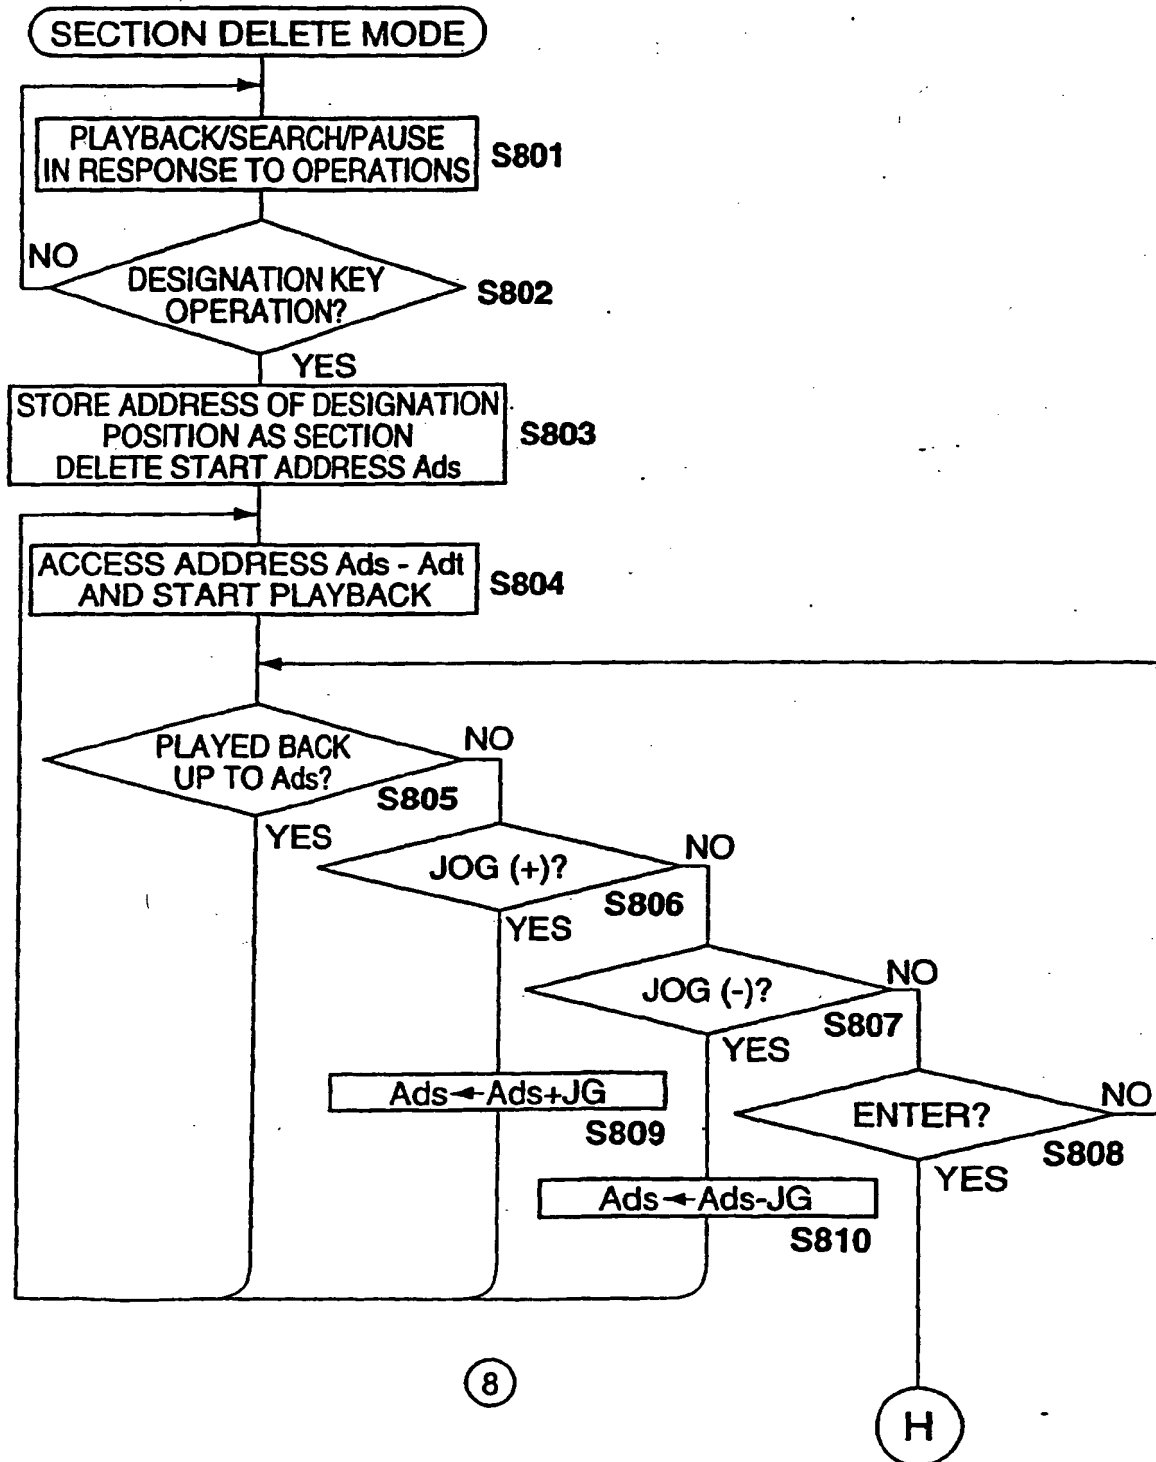 SECTION DELETE MODE
PLAYBACK/SEARCH/PAUSE
IN RESPONSE TO OPERATIONS
S801
NO
DESIGNATION KEY
OPERATION?
S802
YES
STORE ADDRESS OF DESIGNATION
POSITION AS SECTION
DELETE START ADDRESS Ads
S803
ACCESS ADDRESS Ads - Adt
AND START PLAYBACK
S804
PLAYED BACK
UP TO Ads?
NO
S805
YES
JOG (+)?
NO
S806
YES
JOG (-)?
NO
S807
YES
Ads←Ads+JG
S809
ENTER?
NO
S808
YES
Ads←Ads-JG
S810
8
H